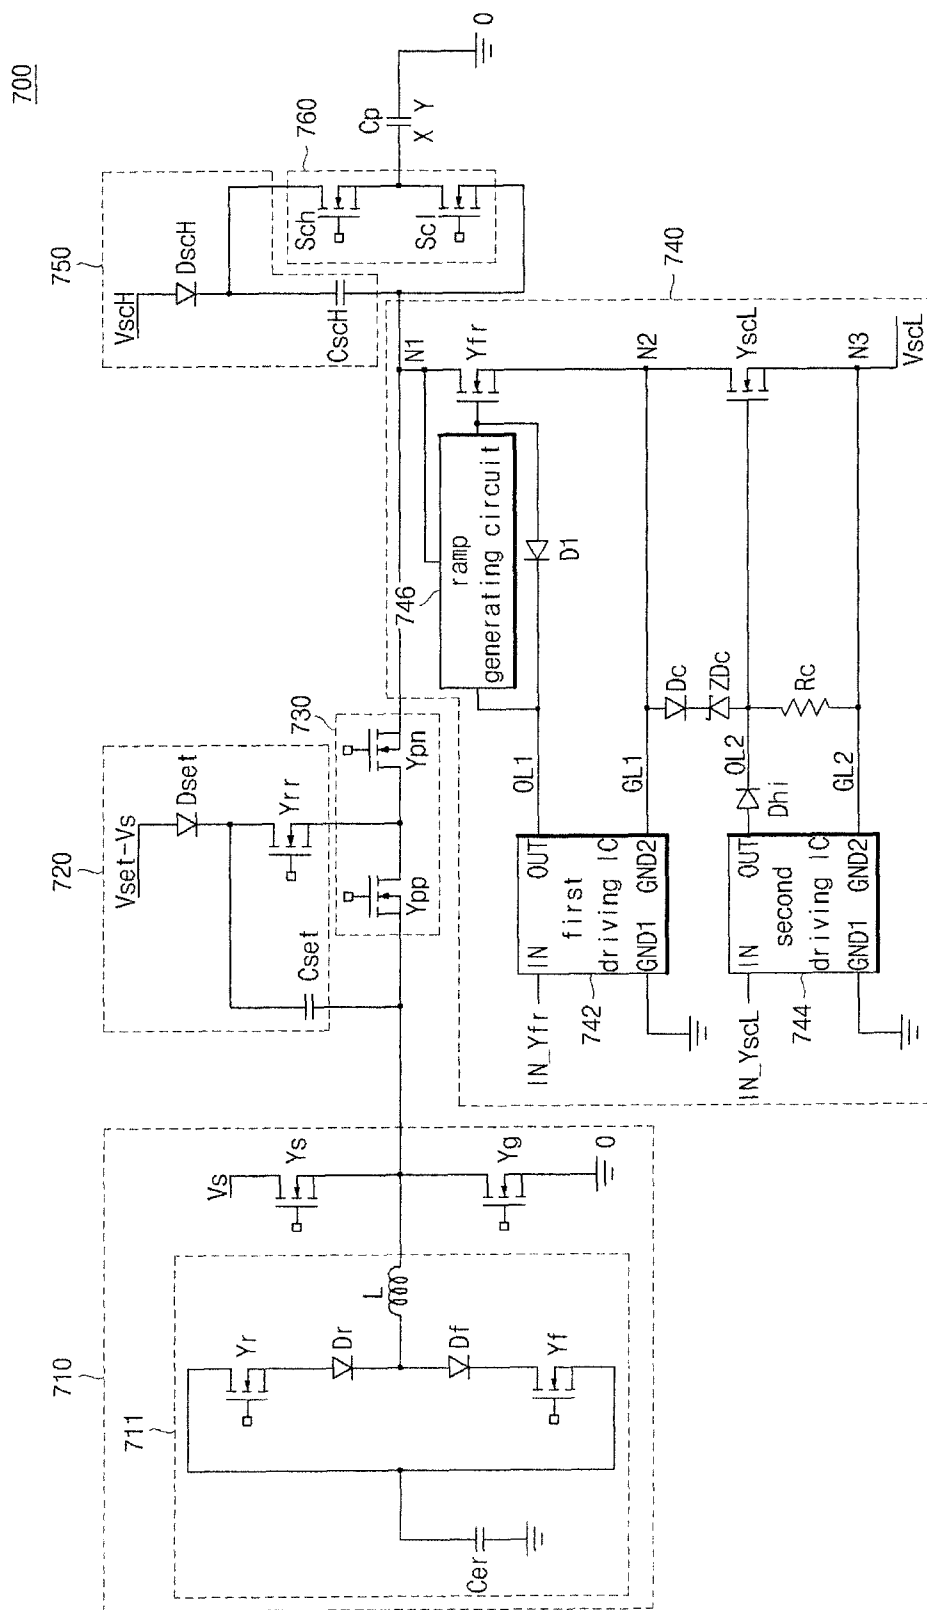 700
710
711
Cer
Yr
Dr
Df
Yf
L
Vs
Ys
Yg
0
720
Vset-Vs
Dset
Cset
Yrr
730
Ypp
Ypn
750
VscH
DscH
CscH
760
Sch
Scl
Cp
X Y
0
740
N1
Yfr
N2
YscL
N3
VscL
746
ramp
generating circuit
D1
OL1
GL1
Dc
ZDc
OL2
Rc
Dhi
GL2
IN_Yfr
IN OUT
first
driving IC
GND1 GND2
742
IN_YscL
IN OUT
second
driving IC
GND1 GND2
744